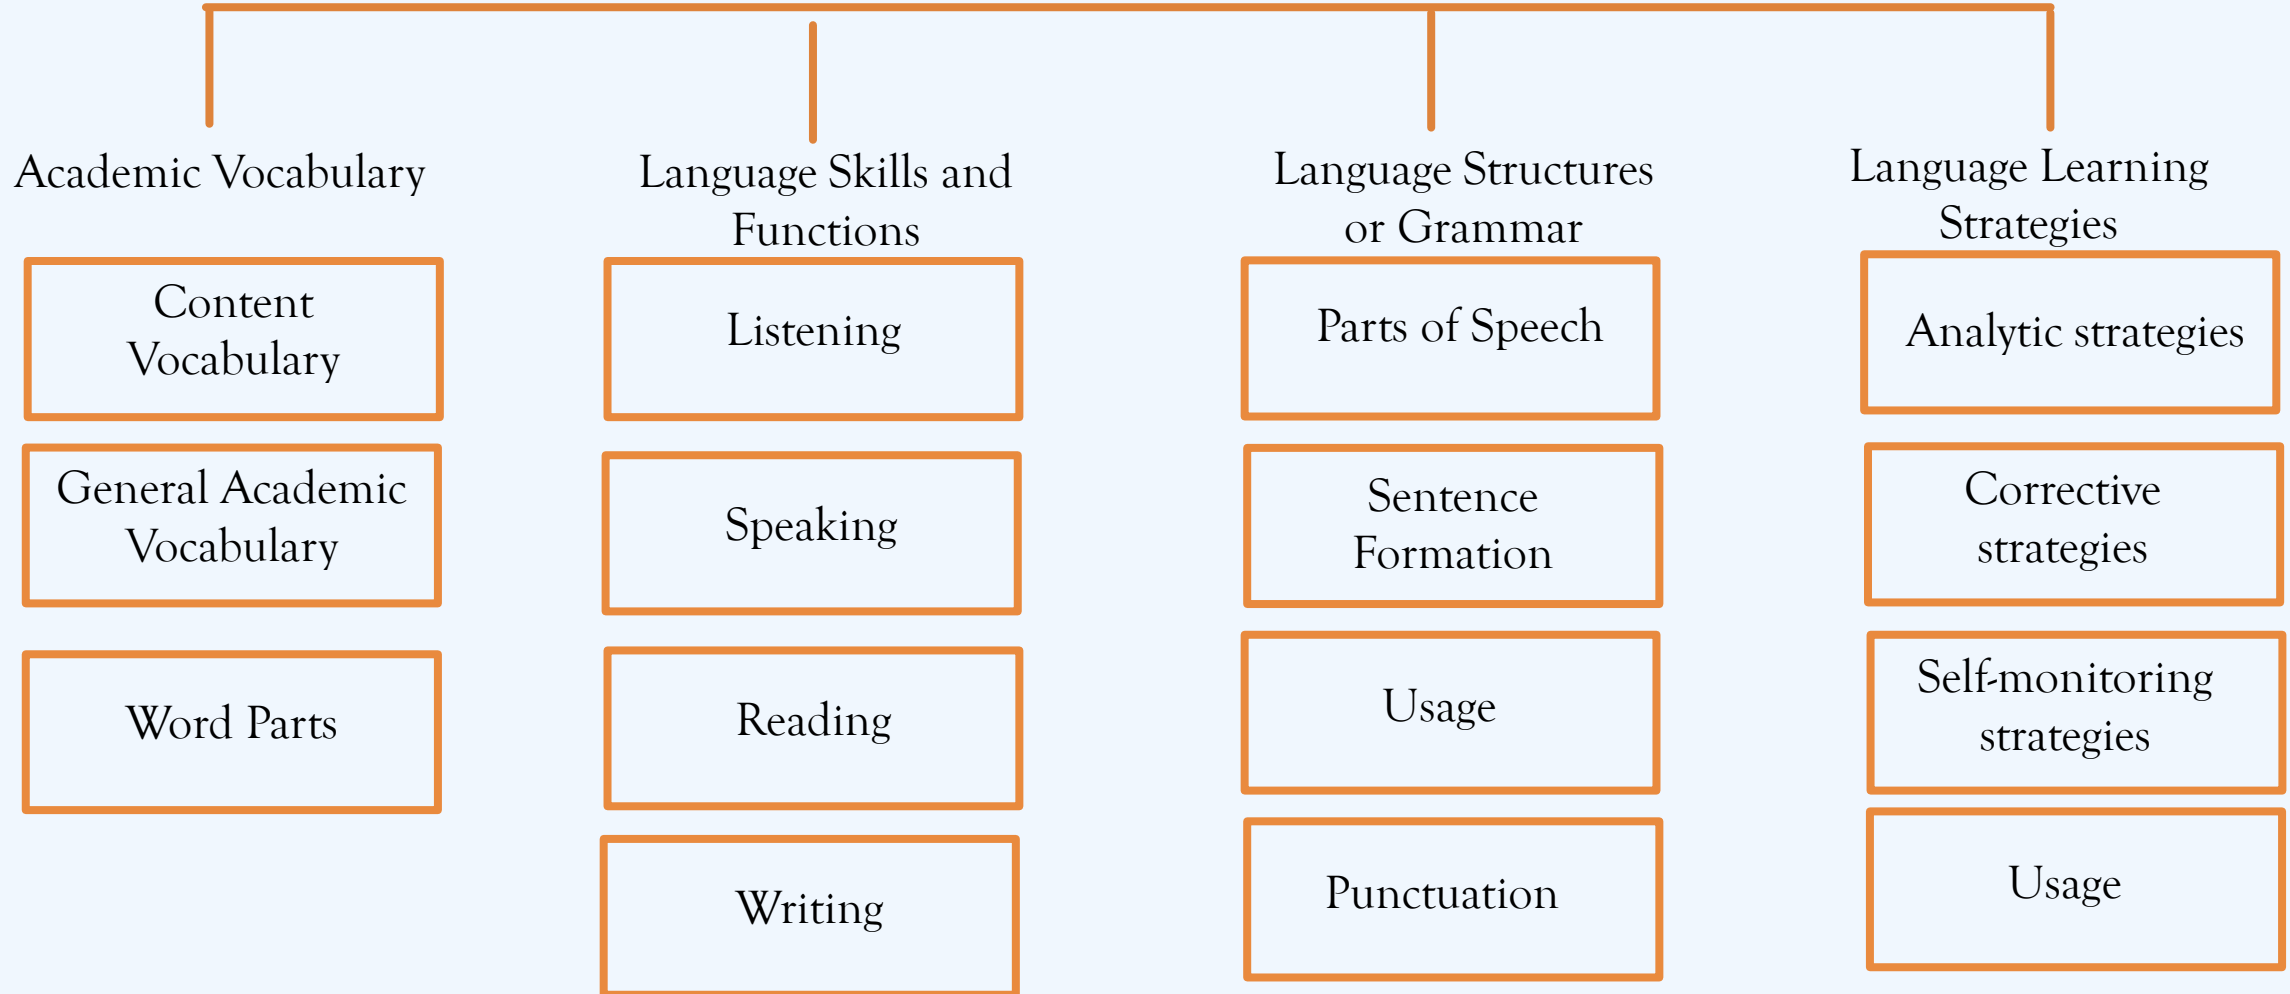 Academic Vocabulary
Content
Vocabulary
General Academic
Vocabulary
Word Parts
Language Skills and
Functions
Listening
Speaking
Reading
Writing
Language Structures
or Grammar
Parts of Speech
Sentence
Formation
Usage
Punctuation
Language Learning
Strategies
Analytic strategies
Corrective
strategies
Self-monitoring
strategies
Usage